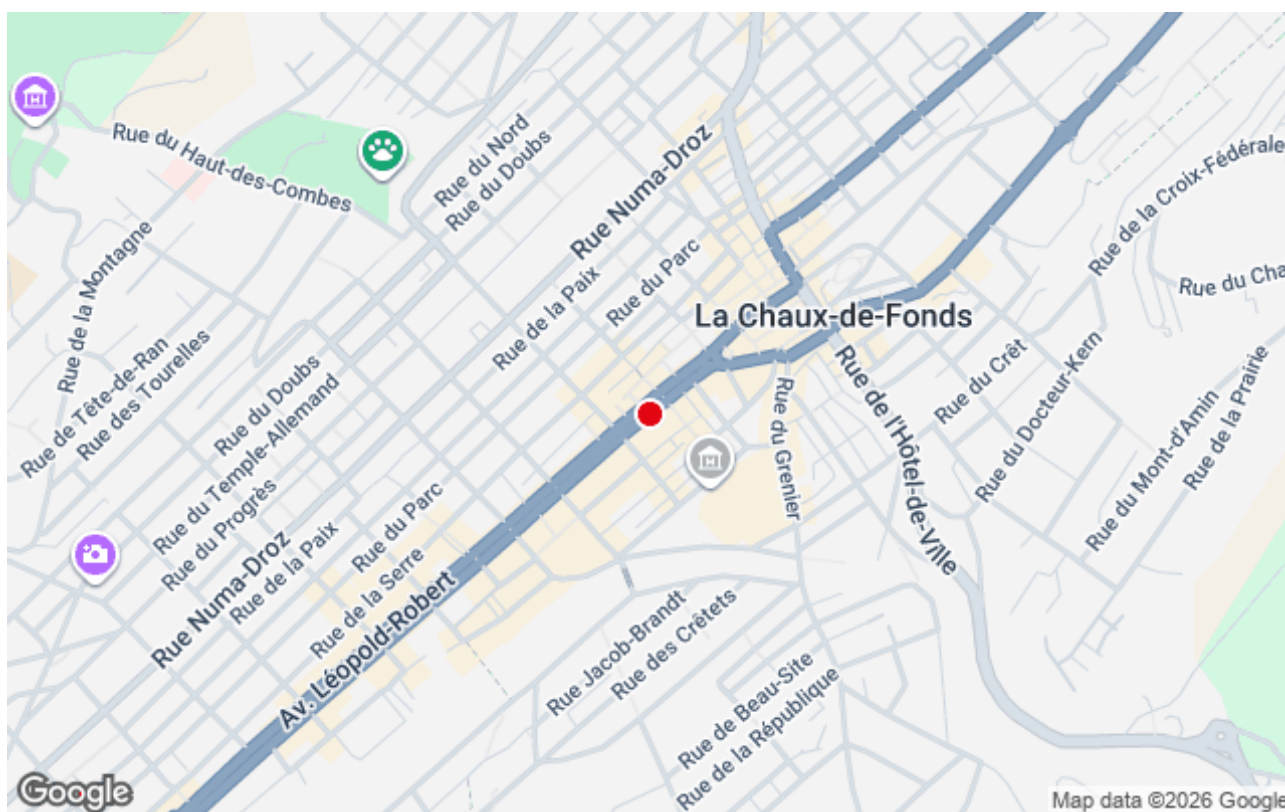 Rue du Haut-des-Combes
Rue du Nord
Rue du Doubs
Rue Numa-Droz
Rue de la Croix-Fédérale
Rue de la Montagne
Rue de la Paix
Rue du Parc
Rue du Cha
La Chaux-de-Fonds
Rue de Tête-de-Ran
Rue des Tourelles
Rue du Doubs
Rue du Temple-Allemand
Rue du Progrès
Rue Numa-Droz
Rue de la Paix
Rue du Parc
Rue de la Serre
Av. Léopold-Robert
Rue du Grenier
Rue de l'Hôtel-de-Ville
Rue du Crêt
Rue du Docteur-Kern
Rue du Mont-d'Amin
Rue de la Prairie
Rue Jacob-Brandt
Rue des Crêtets
Rue de Beau-Site
Rue de la République
Google
Map data ©2026 Google